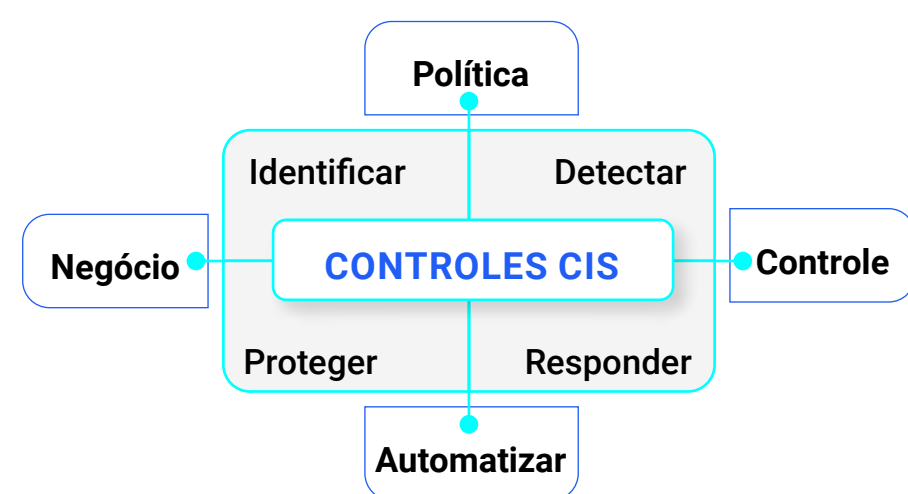 Política
Identificar
Detectar
Negócio
CONTROLES CIS
Controle
Proteger
Responder
Automatizar